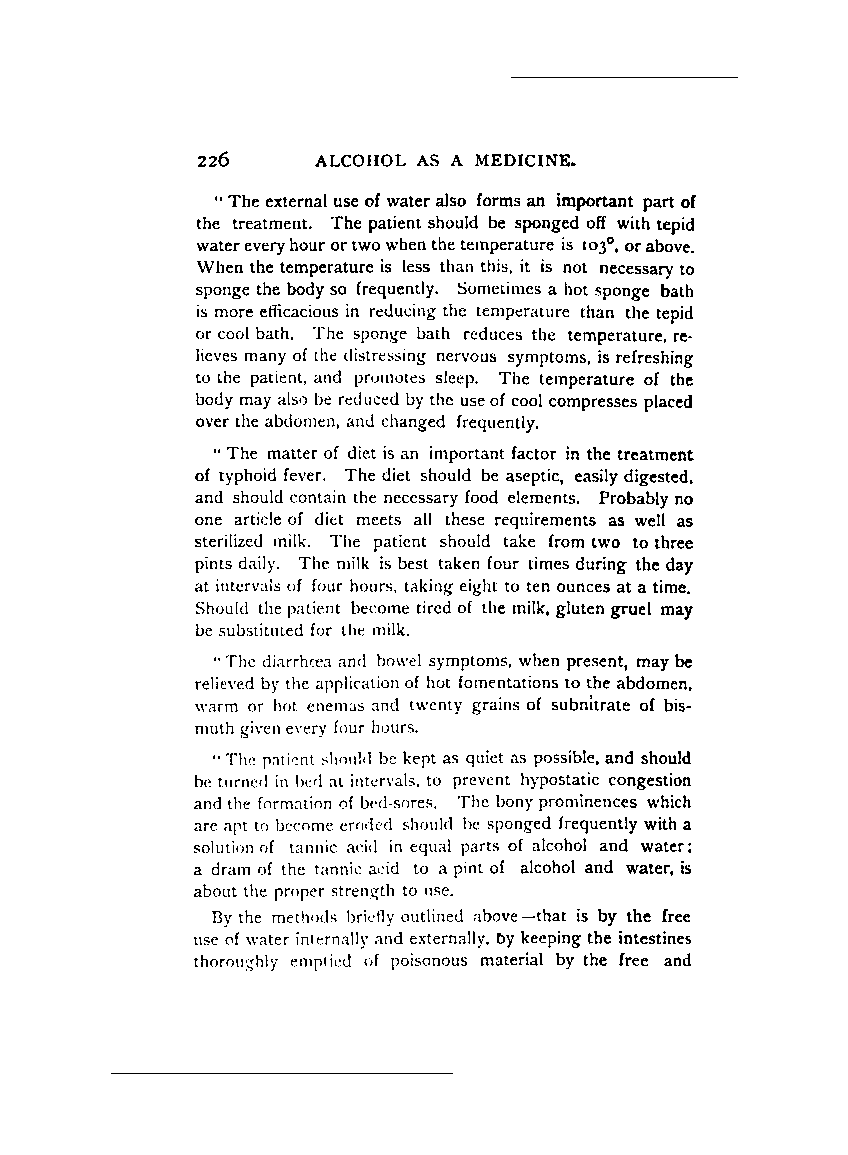 226 ALCOHOL AS A MEDICINE.
" The external use of water also forms an important part of
the treatment. The patient should be sponged off with tepid
water every hour or two when the temperature is 103°, or above.
When the temperature is less than this, it is not necessary to
sponge the body so frequently. Sometimes a hot sponge bath
is more efficacious in reducing the temperature than the tepid
or cool bath. The sponge bath reduces the temperature, re-
lieves many of the distressing nervous symptoms, is refreshing
to the patient, and promotes sleep. The temperature of the
body may also be reduced by the use of cool compresses placed
over the abdomen, and changed frequently.
" The matter of diet is an important factor in the treatment
of typhoid fever. The diet should be aseptic, easily digested,
and should contain the necessary food elements. Probably no
one article of diet meets all these requirements as well as
sterilized milk. The patient should take from two to three
pints daily. The milk is best taken four times during the day
at intervals of four hours, taking eight to ten ounces at a time.
Should the patient become tired of the milk, gluten gruel may
be substituted for the milk.
" The diarrhœa and bowel symptoms, when present, may be
relieved by the application of hot fomentations to the abdomen,
warm or hot enemas and twenty grains of subnitrate of bis-
muth given every four hours.
" The patient should be kept as quiet as possible, and should
be turned in bed at intervals, to prevent hypostatic congestion
and the formation of bed-sores. The bony prominences which
are apt to become eroded should be sponged frequently with a
solution of tannic acid in equal parts of alcohol and water;
a dram of the tannic acid to a pint of alcohol and water, is
about the proper strength to use.
By the methods briefly outlined above—that is by the free
use of water internally and externally, by keeping the intestines
thoroughly emptied of poisonous material by the free and